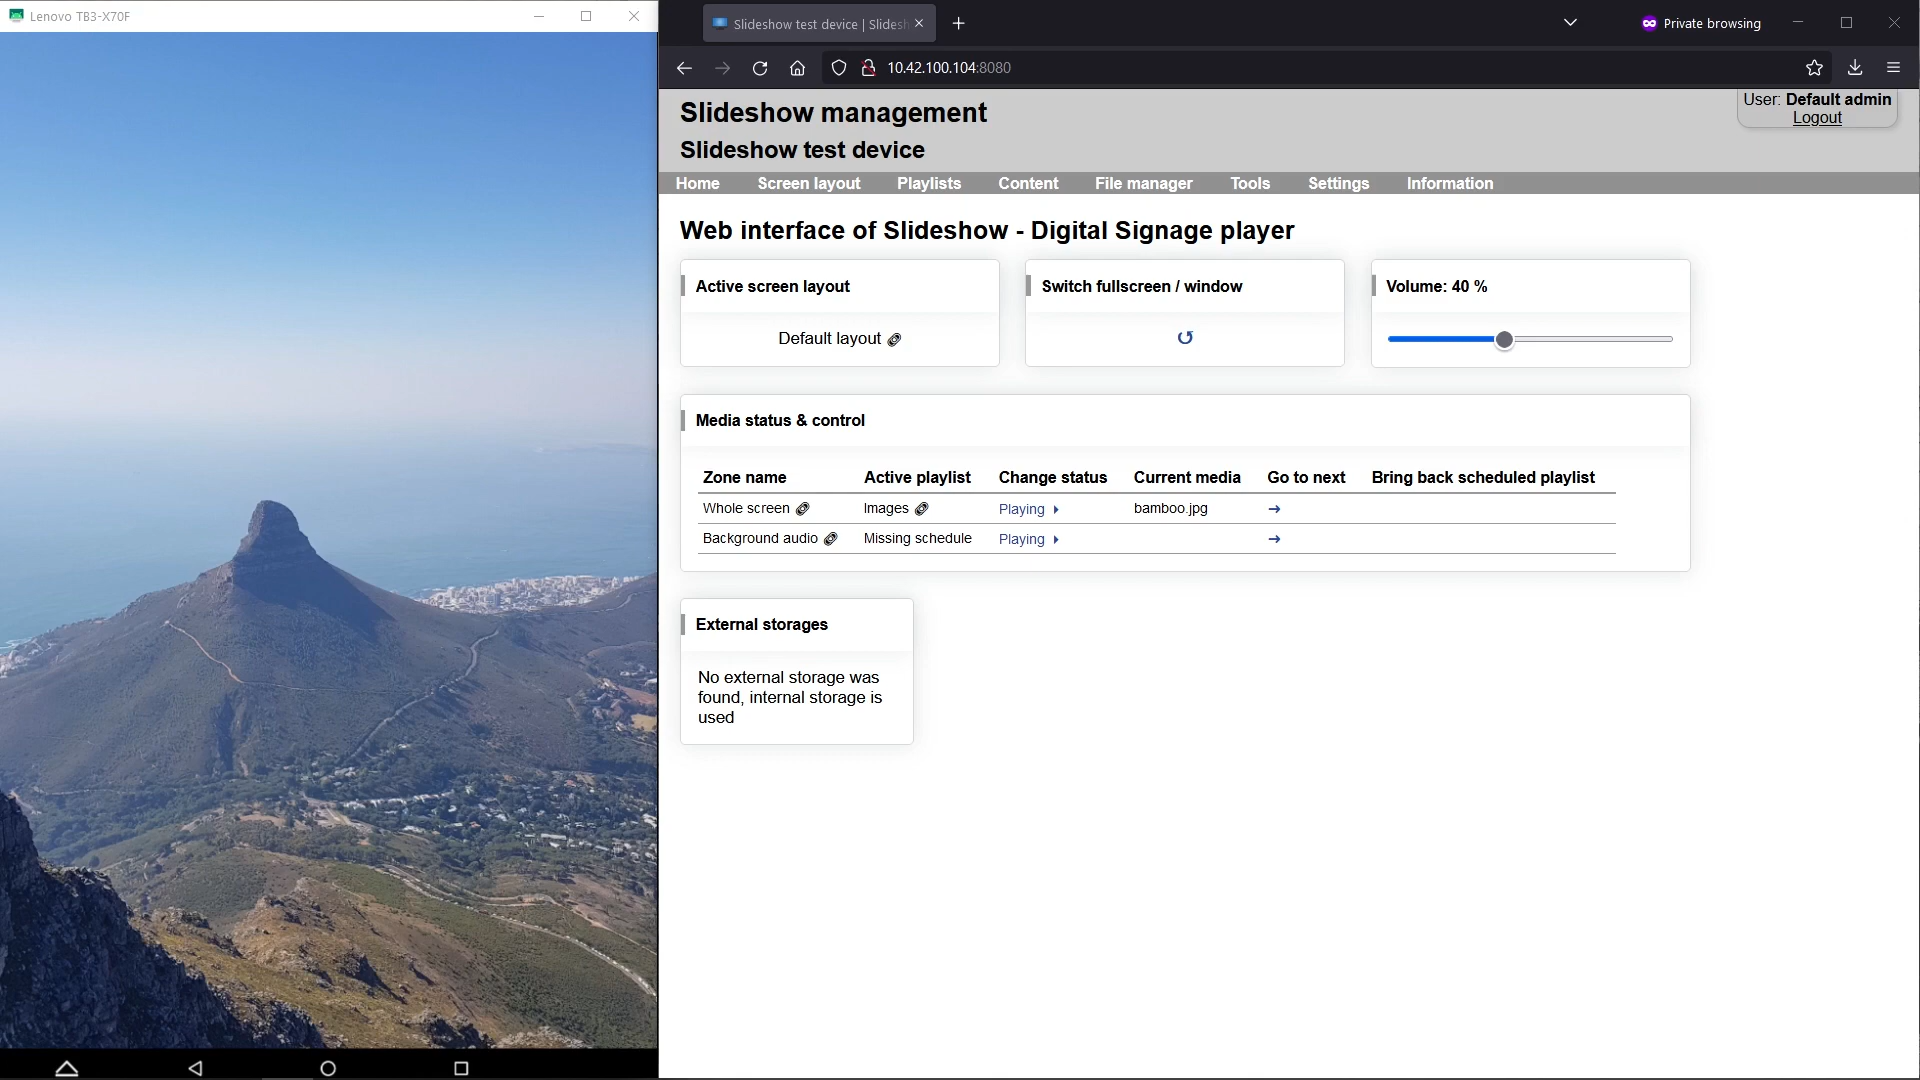 Lenovo TB3-X70F
Slideshow test device | Slidesh
Private browsing
10.42.100.104:8080
Slideshow management
User: Default admin
Logout
Slideshow test device
Home Screen layout Playlists Content File manager Tools Settings Information
Web interface of Slideshow - Digital Signage player
Active screen layout
Default layout
Switch fullscreen / window
Volume: 40 %
Media status & control
Zone name Active playlist Change status Current media Go to next Bring back scheduled playlist
Whole screen Images Playing bamboo.jpg
Background audio Missing schedule Playing
External storages
No external storage was
found, internal storage is
used